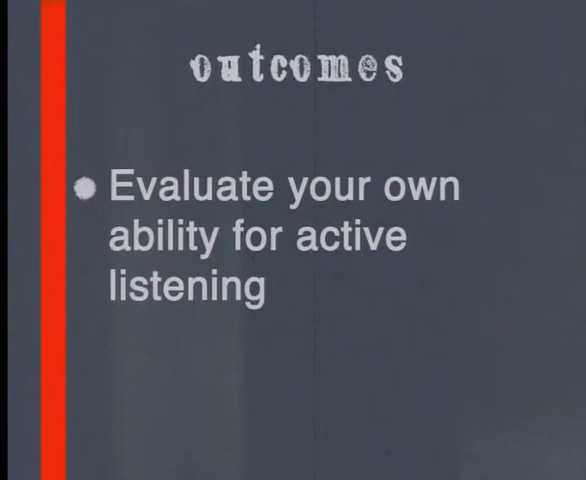 outcomes
Evaluate your own
ability for active
listening